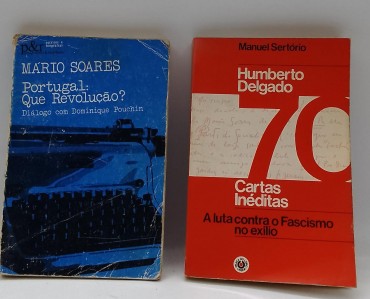 p&r
MÁRIO SOARES
Portugal:
Que Revolução?
Diálogo com Dominique Pouchin
Manuel Sertório
Humberto
Delgado
70
Cartas
Inéditas
A luta contra o Fascismo
no exílio